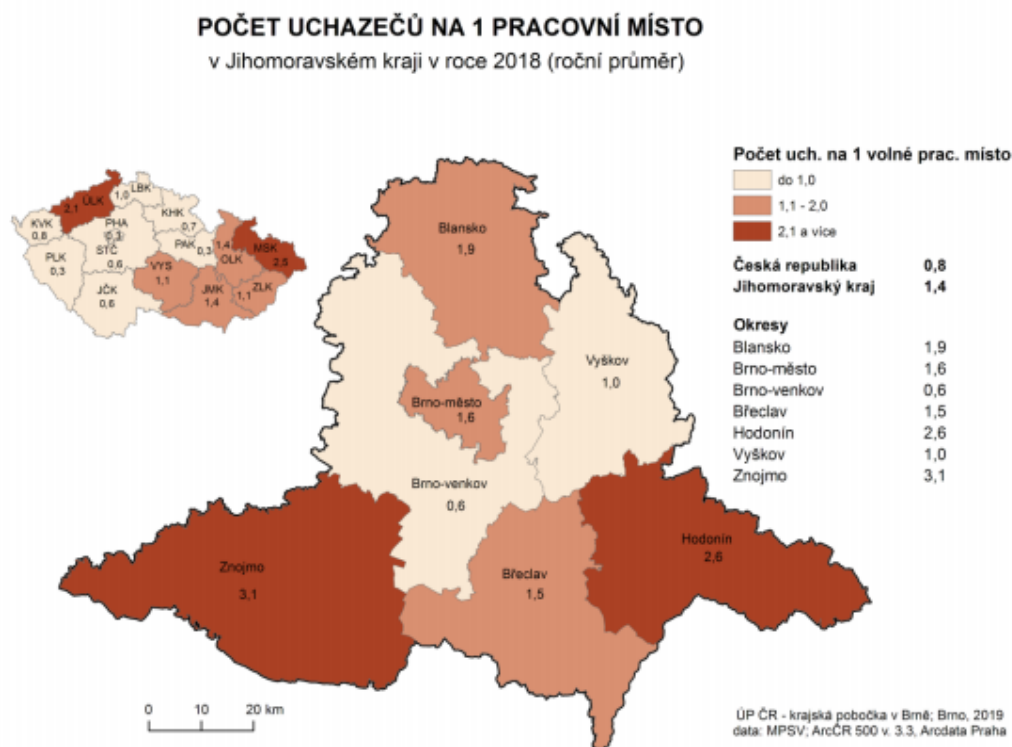 POČET UCHAZEČŮ NA 1 PRACOVNÍ MÍSTO
v Jihomoravském kraji v roce 2018 (roční průměr)
Počet uch. na 1 volné prac. místo
do 1,0
1,1 - 2,0
2,1 a více
Česká republika 0,8
Jihomoravský kraj 1,4
Okresy
Blansko 1,9
Brno-město 1,6
Brno-venkov 0,6
Břeclav 1,5
Hodonín 2,6
Vyškov 1,0
Znojmo 3,1
LBK
1,0
ÚLK
2,1
KVK
0,8
PHA
0,3
KHK
0,7
STČ
0,6
PAK 0,3
PLK
0,3
JČK
0,6
VYS
1,1
JMK
1,4
1,4
OLK
MSK
2,5
ZLK
1,1
Blansko
1,9
Vyškov
1,0
Brno-město
1,6
Brno-venkov
0,6
Znojmo
3,1
Břeclav
1,5
Hodonín
2,6
0 10 20 km
ÚP ČR - krajská pobočka v Brně; Brno, 2019
data: MPSV; ArcČR 500 v. 3.3, Arcdata Praha